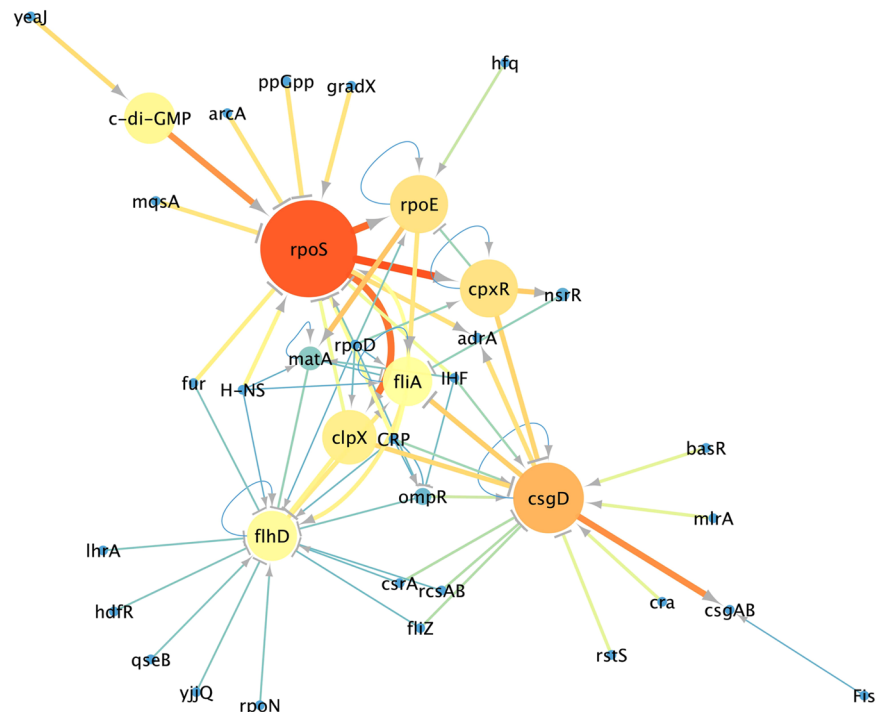 yeaJ
hfq
ppGpp
gradX
arcA
c-di-GMP
mqsA
rpoE
rpoS
cpxR
nsrR
adrA
rpoD
matA
fliA
IHF
fur
H-NS
clpX
CRP
basR
ompR
csgD
mlrA
flhD
lhrA
csrA
rcsAB
cra
csgAB
hdfR
fliZ
rstS
qseB
yjjQ
rpoN
Fis